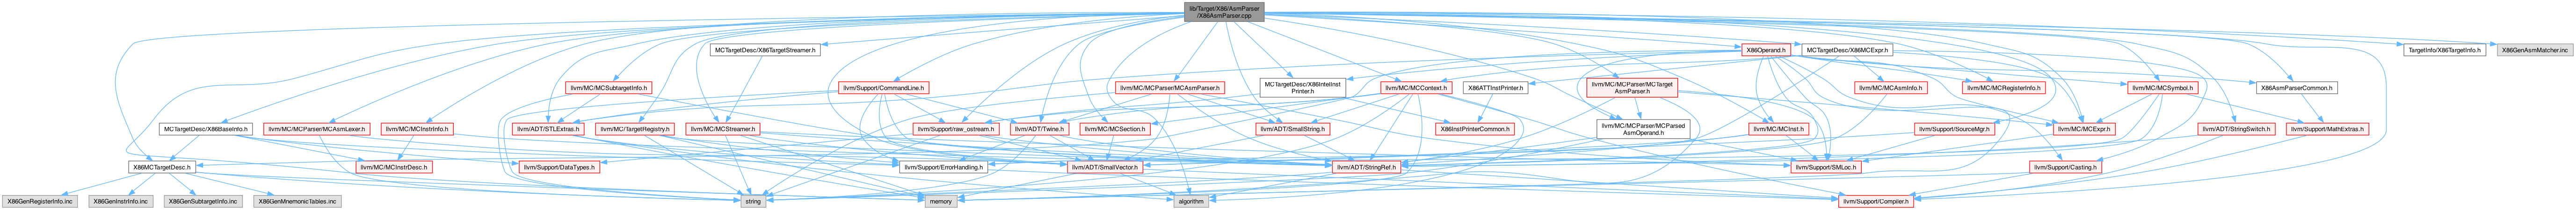 lib/Target/X86/AsmParser
/X86AsmParser.cpp
MCTargetDesc/X86TargetStreamer.h
X86Operand.h
MCTargetDesc/X86MCExpr.h
TargetInfo/X86TargetInfo.h
X86GenAsmMatcher.inc
llvm/MC/MCSubtargetInfo.h
llvm/Support/CommandLine.h
llvm/MC/MCParser/MCAsmParser.h
MCTargetDesc/X86IntelInst
Printer.h
llvm/MC/MCContext.h
X86ATTInstPrinter.h
llvm/MC/MCParser/MCTarget
AsmParser.h
llvm/MC/MCAsmInfo.h
llvm/MC/MCRegisterInfo.h
llvm/MC/MCSymbol.h
X86AsmParserCommon.h
MCTargetDesc/X86BaseInfo.h
llvm/MC/MCParser/MCAsmLexer.h
llvm/MC/MCInstrInfo.h
llvm/ADT/STLExtras.h
llvm/MC/TargetRegistry.h
llvm/MC/MCStreamer.h
llvm/Support/raw_ostream.h
llvm/ADT/Twine.h
llvm/MC/MCSection.h
llvm/ADT/SmallString.h
X86InstPrinterCommon.h
llvm/MC/MCParser/MCParsed
AsmOperand.h
llvm/MC/MCInst.h
llvm/Support/SourceMgr.h
llvm/MC/MCExpr.h
llvm/ADT/StringSwitch.h
llvm/Support/MathExtras.h
X86MCTargetDesc.h
llvm/MC/MCInstrDesc.h
llvm/Support/DataTypes.h
llvm/Support/ErrorHandling.h
llvm/ADT/SmallVector.h
llvm/ADT/StringRef.h
llvm/Support/SMLoc.h
llvm/Support/Casting.h
X86GenRegisterInfo.inc
X86GenInstrInfo.inc
X86GenSubtargetInfo.inc
X86GenMnemonicTables.inc
string
memory
algorithm
llvm/Support/Compiler.h